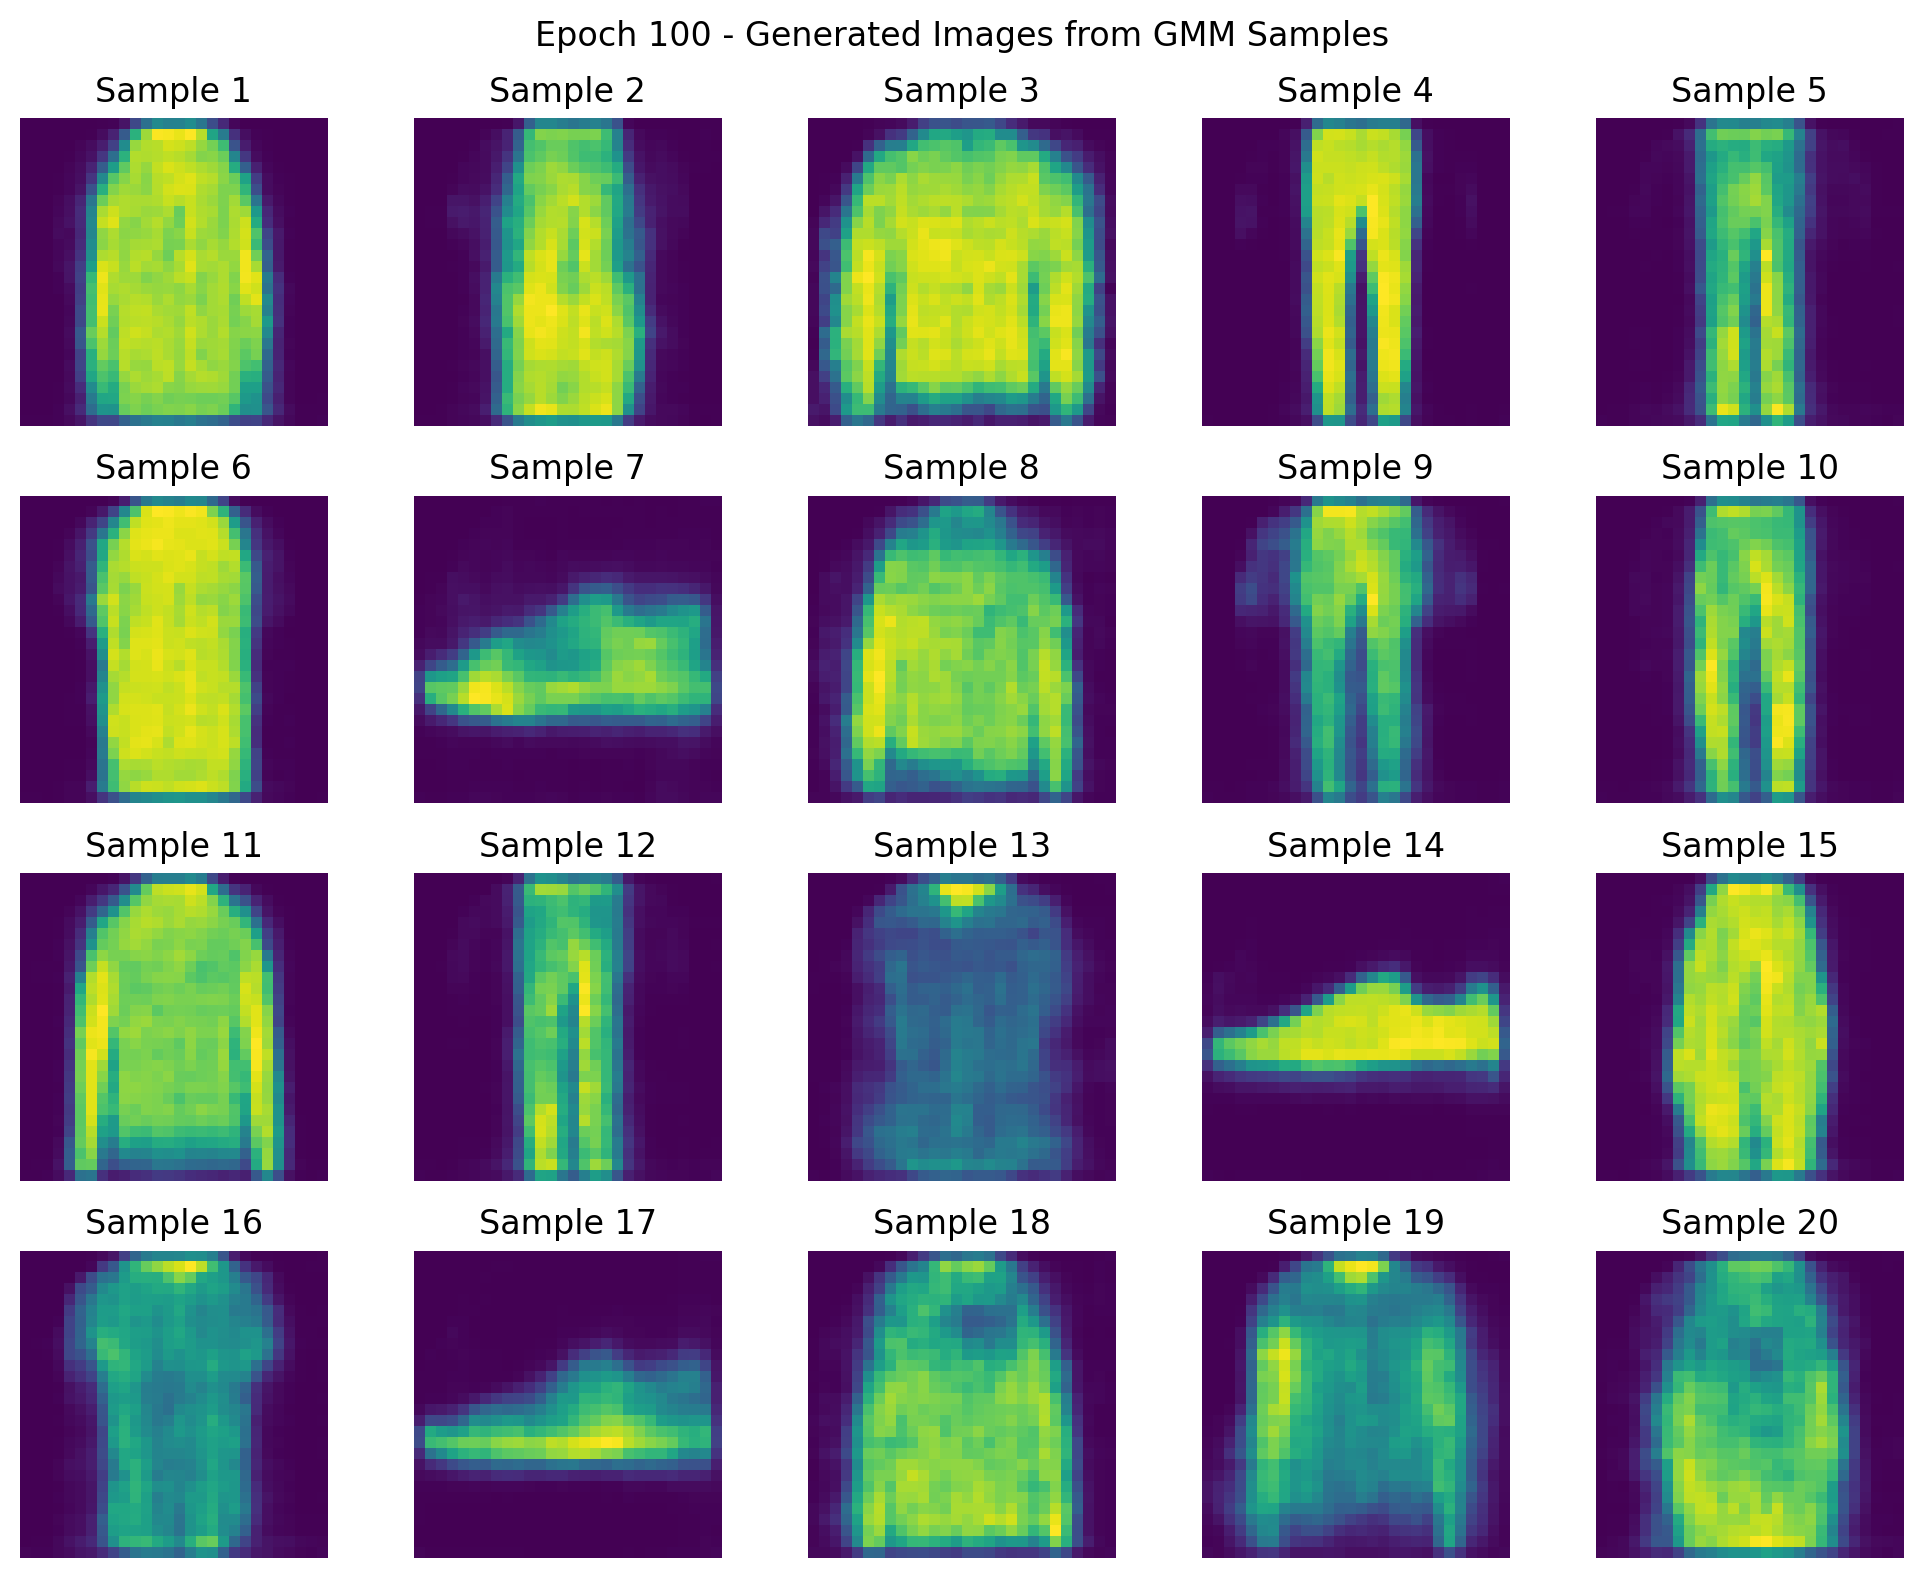 Epoch 100 - Generated Images from GMM Samples
Sample 1
Sample 2
Sample 3
Sample 4
Sample 5
Sample 6
Sample 7
Sample 8
Sample 9
Sample 10
Sample 11
Sample 12
Sample 13
Sample 14
Sample 15
Sample 16
Sample 17
Sample 18
Sample 19
Sample 20